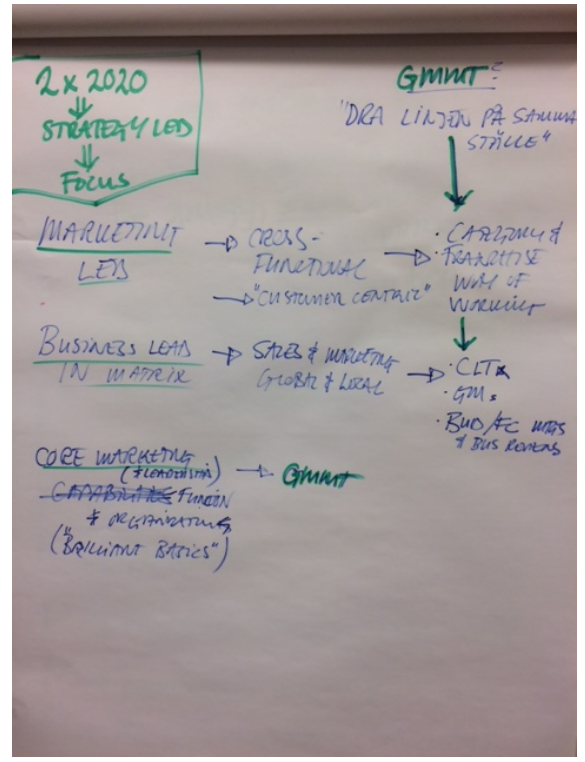 2 x 2020
STRATEGY LED
FOCUS
GMMT:
"DRA LINJEN PÅ SAMMA
STÄLLE"
MARKETING
LED
CROSS-
FUNCTIONAL
"CUSTOMER CENTRIC"
· CATEGORY &
· FRANCHISE
WAY OF
WORKING
BUSINESS LEAD
IN MATRIX
SALES & MARKETING
GLOBAL & LOCAL
· CLTs
· GMs
· BUD/FC MTGS
& BUS REVIEWS
CORE MARKETING
(& LEADERSHIP)
GMMT
CAPABILITIES FUNCTION
& ORGANIZATION
("BRILLIANT BASICS")